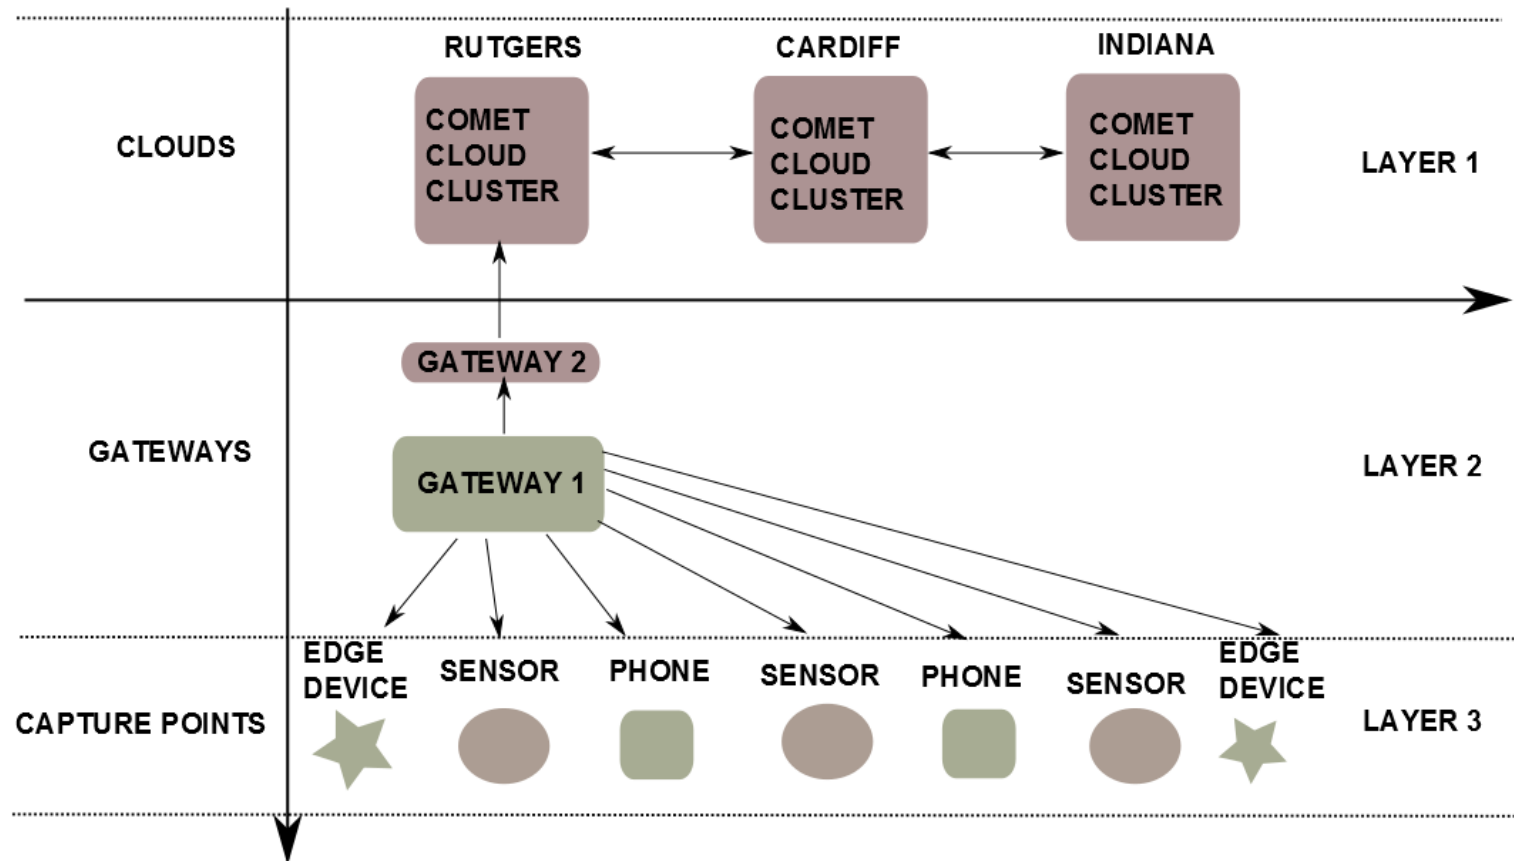 RUTGERS
CARDIFF
INDIANA
CLOUDS
COMET
CLOUD
CLUSTER
COMET
CLOUD
CLUSTER
COMET
CLOUD
CLUSTER
LAYER 1
GATEWAYS
GATEWAY 2
GATEWAY 1
LAYER 2
CAPTURE POINTS
EDGE
DEVICE
SENSOR
PHONE
SENSOR
PHONE
SENSOR
EDGE
DEVICE
LAYER 3